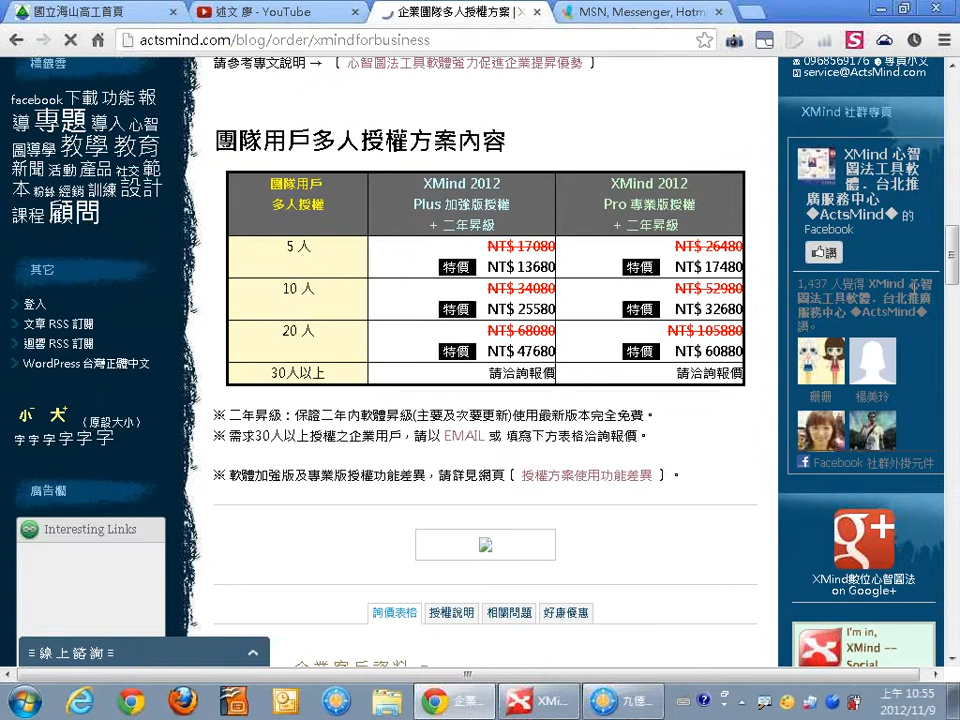 國立海山高工首頁
述文 廖 - YouTube
企業團隊多人授權方案 |
MSN, Messenger, Hotm
actsmind.com/blog/order/xmindforbusiness
標籤雲
facebook 下載 功能 報
導 專題 導入 心智
圖導學 教學 教育
新聞 活動 產品 社交 範
本 粉絲 經銷 訓練 設計
課程 顧問
其它
登入
文章 RSS 訂閱
迴響 RSS 訂閱
WordPress 台灣正體中文
小 大 (原設大小)
字字字字字字
廣告欄
Interesting Links
≡線上諮詢≡
請參考專文說明 → 〔 心智圖法工具軟體強力促進企業提昇優勢 〕
團隊用戶多人授權方案內容
團隊用戶
多人授權
XMind 2012
Plus 加強版授權
+ 二年昇級
XMind 2012
Pro 專業版授權
+ 二年昇級
5 人
NT$ 17080
特價 NT$ 13680
NT$ 26480
特價 NT$ 17480
10 人
NT$ 34080
特價 NT$ 25580
NT$ 52980
特價 NT$ 32680
20 人
NT$ 68080
特價 NT$ 47680
NT$ 105880
特價 NT$ 60880
30人以上
請洽詢報價
請洽詢報價
※ 二年昇級：保證二年內軟體昇級(主要及次要更新)使用最新版本完全免費。
※ 需求30人以上授權之企業用戶，請以 EMAIL 或 填寫下方表格洽詢報價。
※ 軟體加強版及專業版授權功能差異，請詳見網頁〔 授權方案使用功能差異 〕。
詢價表格
授權說明
相關問題
好康優惠
0968569176
service@ActsMind.com
XMind 社群專頁
XMind 心智
圖法工具軟
體．台北推
廣服務中心
◆ActsMind◆ 的
Facebook
讚
1,437 人覺得 XMind 心智
圖法工具軟體．台北推廣
服務中心 ◆ActsMind◆
讚。
珊珊
楊美玲
Facebook 社群外掛元件
g+
XMind數位心智圖法
on Google+
I'm in,
XMind --
Social
企業...
XMi...
九德...
上午 10:55
2012/11/9